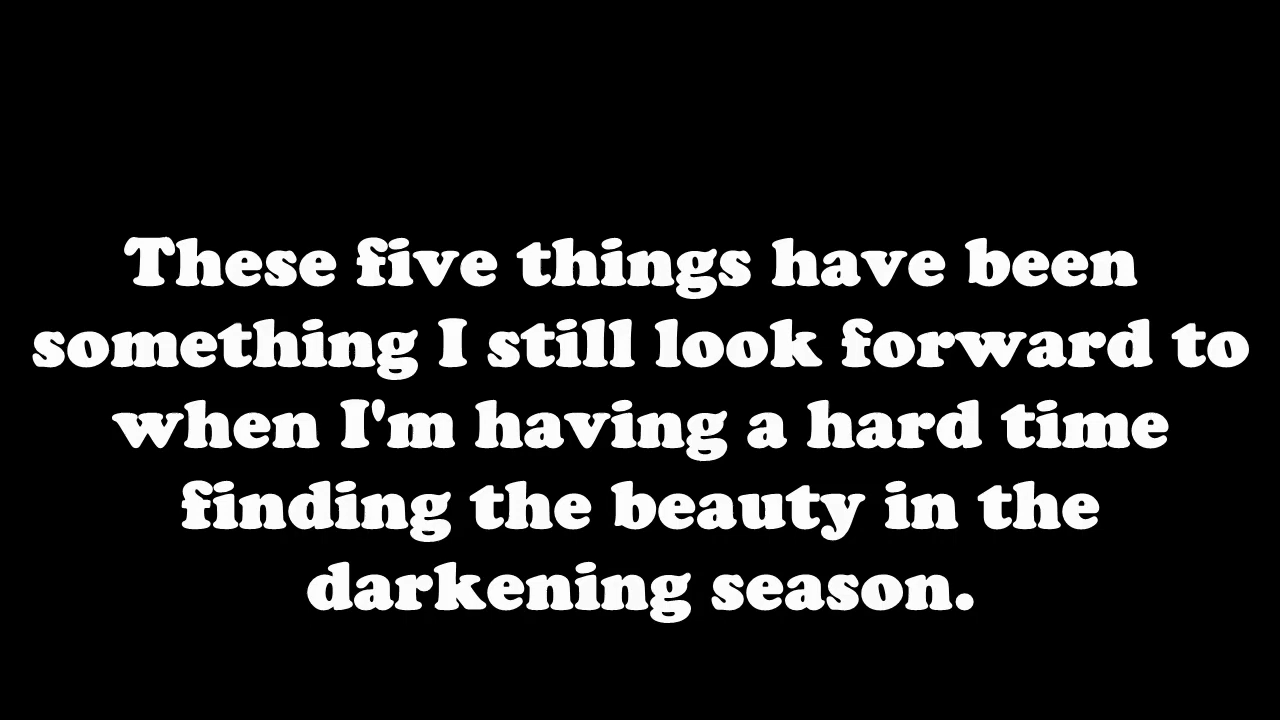 These five things have been
something I still look forward to
when I'm having a hard time
finding the beauty in the
darkening season.